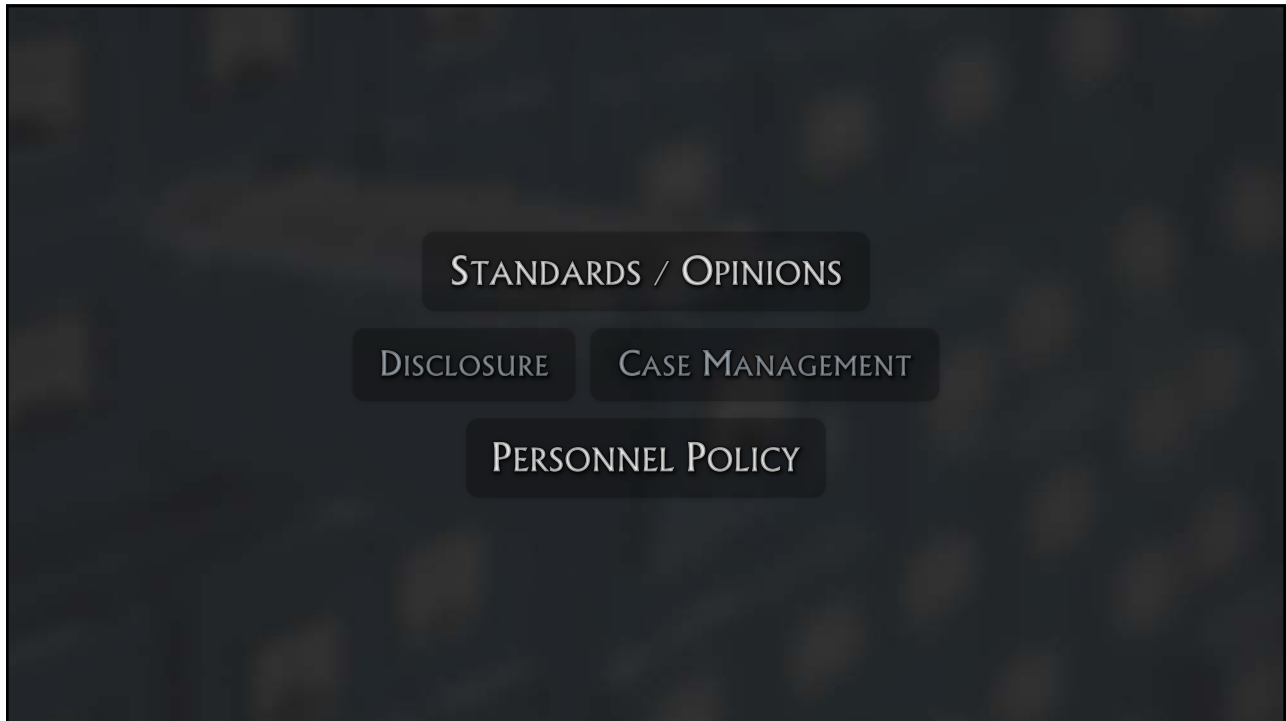 Standards / Opinions
Disclosure Case Management
Personnel Policy